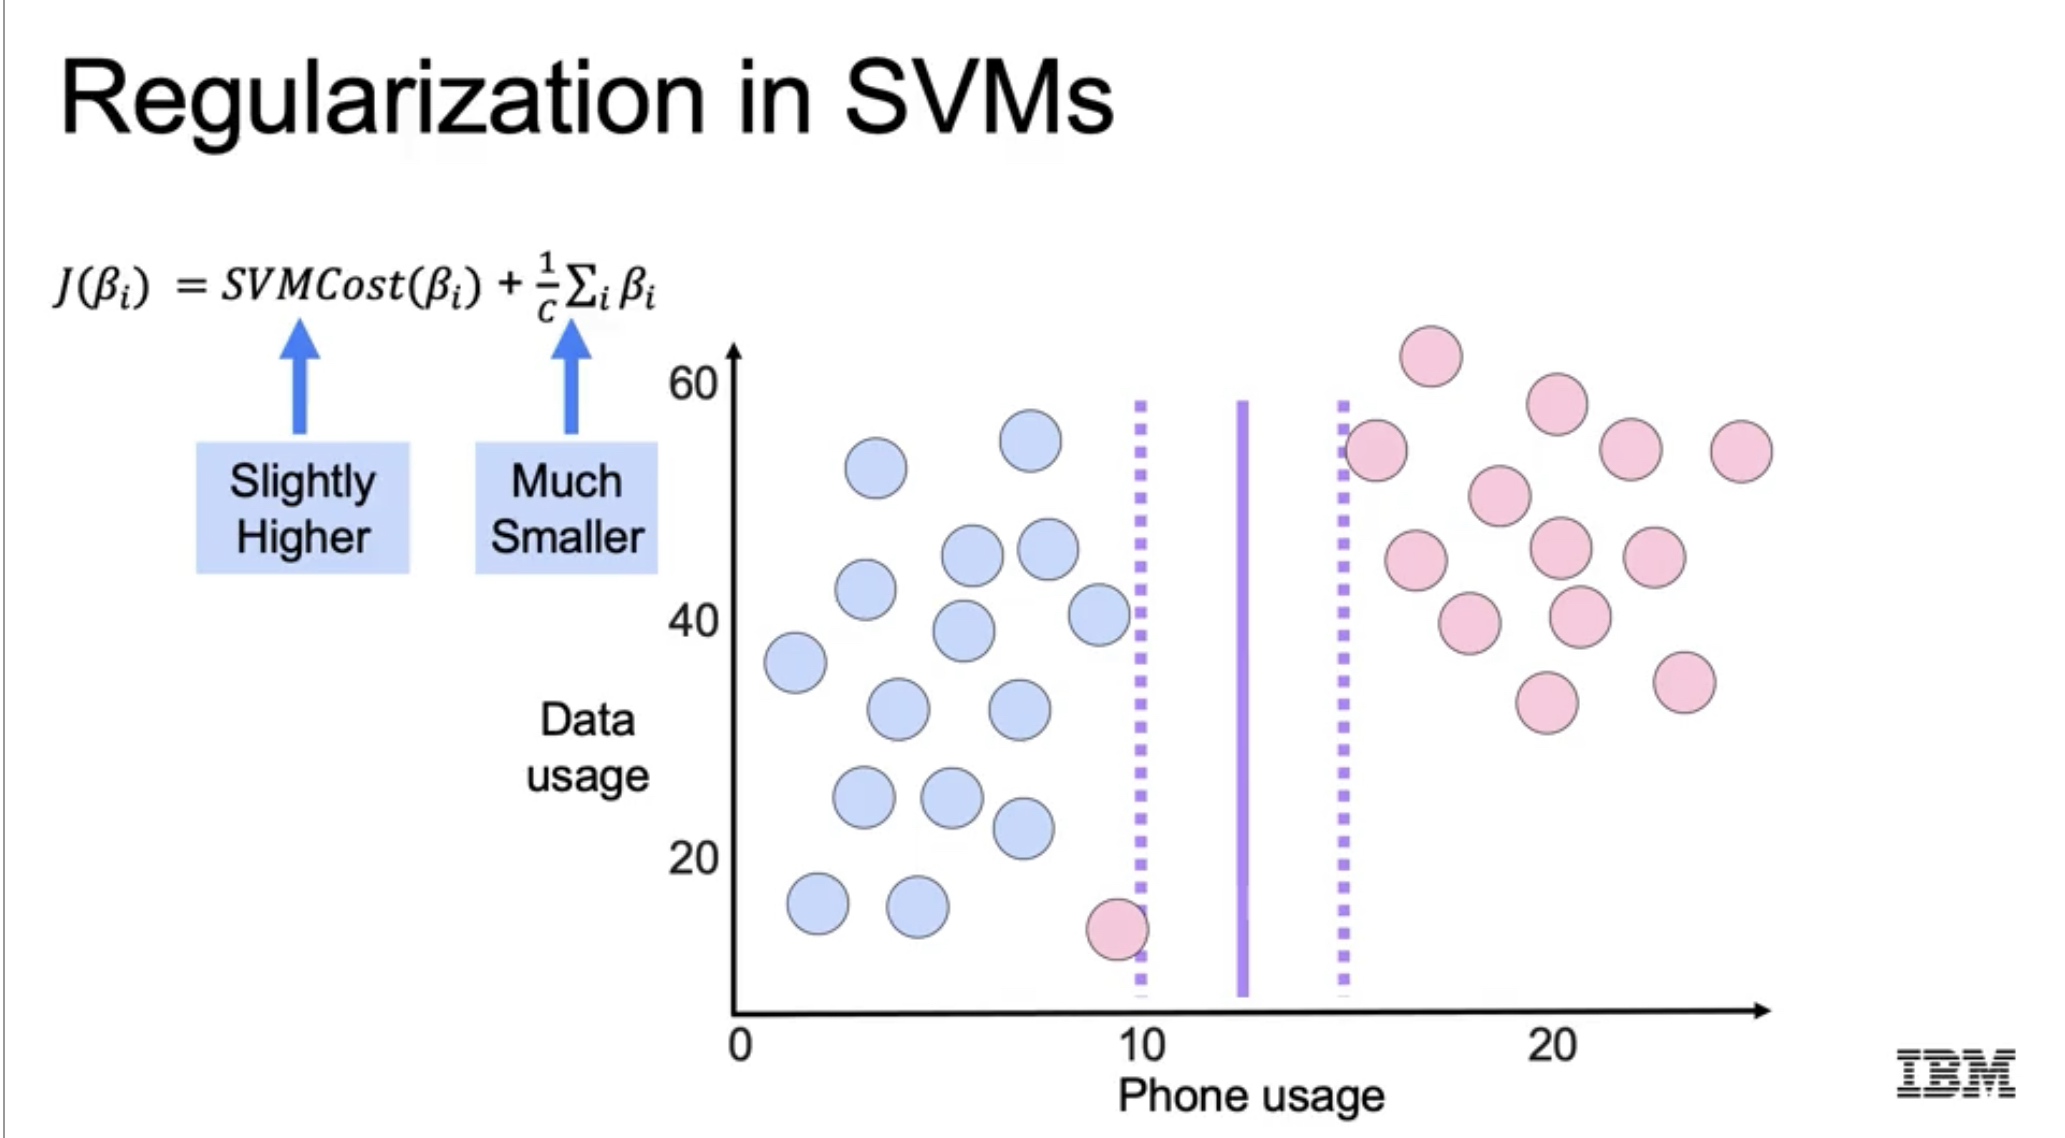 Regularization in SVMs
J(βᵢ) = SVMCost(βᵢ) + 1/C ∑ᵢ βᵢ
Slightly
Higher
Much
Smaller
60
40
20
Data
usage
0 10 20
Phone usage
IBM